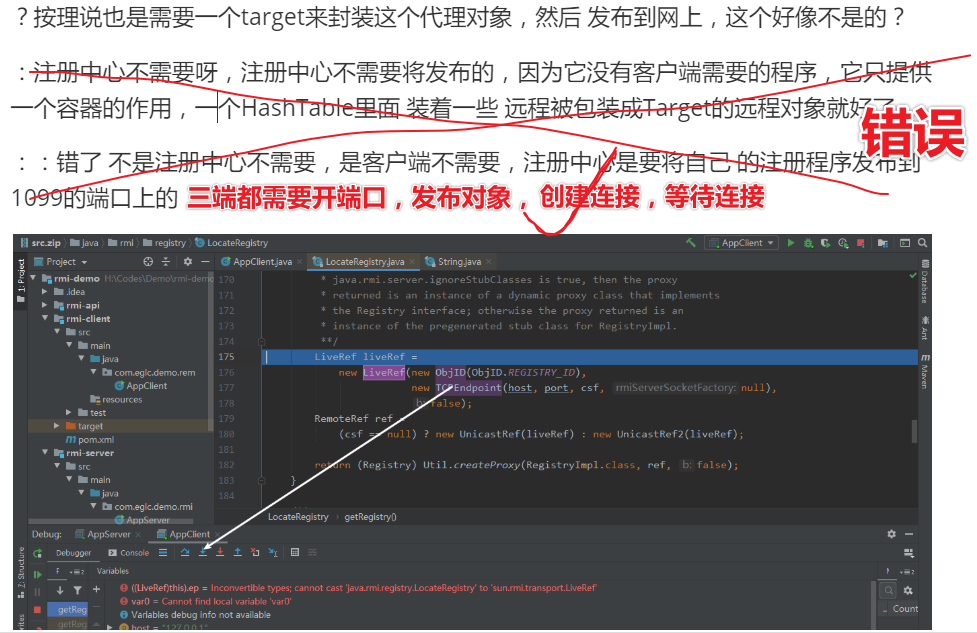 ？按理说也是需要一个target来封装这个代理对象，然后 发布到网上，这个好像不是的？
：注册中心不需要呀，注册中心不需要将发布的，因为它没有客户端需要的程序，它只提供
一个容器的作用，一个HashTable里面 装着一些 远程被包装成Target的远程对象就好了
错误
：：错了 不是注册中心不需要，是客户端不需要，注册中心是要将自己 的注册程序发布到
1099的端口上的 三端都需要开端口，发布对象，创建连接，等待连接
src.zip java rmi registry LocateRegistry
AppClient
Project
AppClient.java LocateRegistry.java String.java
1: Project
rmi-demo H:\Codes\Demo\rmi-demo
.idea
rmi-api
rmi-client
src
main
java
com.eglc.rem
AppClient
resources
test
target
pom.xml
rmi-server
src
main
java
com.eglc.rmi
AppServer
170 * java.rmi.server.ignoreStubClasses is true, then the proxy
171 * returned is an instance of a dynamic proxy class that implements
172 * the Registry interface; otherwise the proxy returned is an
173 * instance of the pregenerated stub class for RegistryImpl.
174 **/
175 LiveRef liveRef =
176 new LiveRef(new ObjID(ObjID.REGISTRY_ID),
177 new TCPEndpoint(host, port, csf, rmiServerSocketFactory: null),
178 b: false);
179 RemoteRef ref =
180 (csf == null) ? new UnicastRef(liveRef) : new UnicastRef2(liveRef);
181
182 return (Registry) Util.createProxy(RegistryImpl.class, ref, b: false);
183 }
184
LocateRegistry getRegistry()
Database
Ant
Maven
Debug: AppServer AppClient
Debugger Console
Z: Structure
Variables
((LiveRef)this).ep = Inconvertible types; cannot cast 'java.rmi.registry.LocateRegistry' to 'sun.rmi.transport.LiveRef'
var0 = Cannot find local variable 'var0'
Variables debug info not available
host = "127.0.0.1"
getReg
getReg
Count